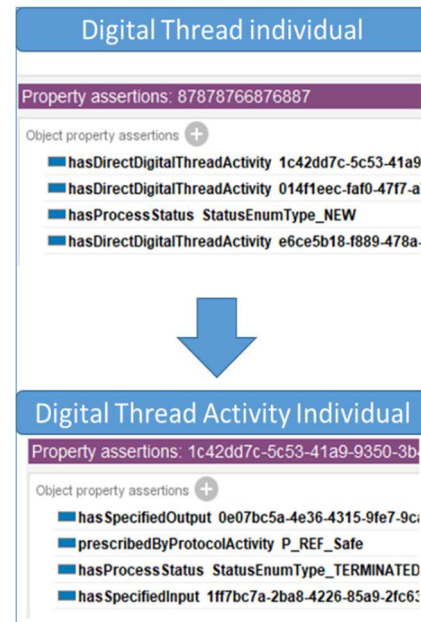 Digital Thread individual
Property assertions: 87878766876887
Object property assertions
hasDirectDigitalThreadActivity 1c42dd7c-5c53-41a9
hasDirectDigitalThreadActivity 014f1eec-faf0-47f7-a
hasProcessStatus StatusEnumType_NEW
hasDirectDigitalThreadActivity e6ce5b18-f889-478a-
Digital Thread Activity Individual
Property assertions: 1c42dd7c-5c53-41a9-9350-3b
Object property assertions
hasSpecifiedOutput 0e07bc5a-4e36-4315-9fe7-9c
prescribedByProtocolActivity P_REF_Safe
hasProcessStatus StatusEnumType_TERMINATED
hasSpecifiedInput 1ff7bc7a-2ba8-4226-85a9-2fc6